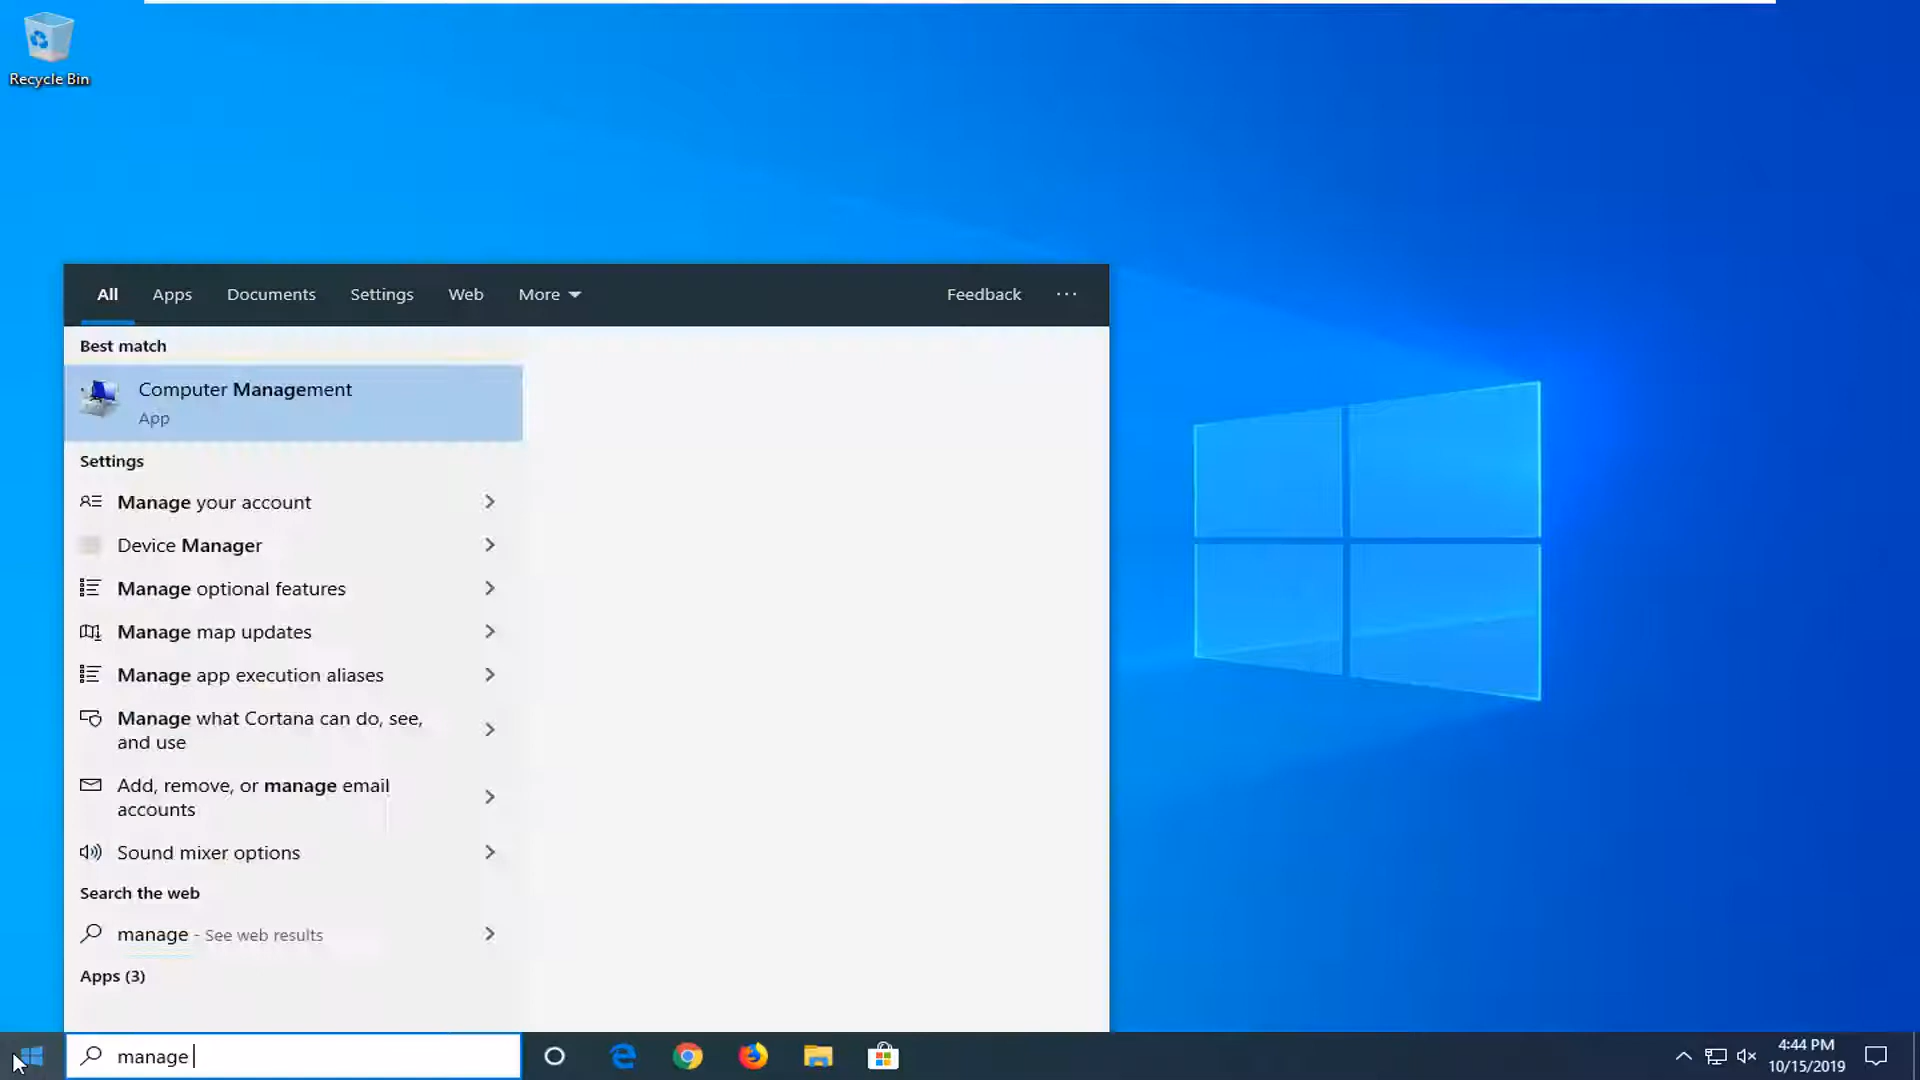 Recycle Bin
All Apps Documents Settings Web More Feedback ...
Best match
Computer Management
App
Settings
Manage your account
Device Manager
Manage optional features
Manage map updates
Manage app execution aliases
Manage what Cortana can do, see,
and use
Add, remove, or manage email
accounts
Sound mixer options
Search the web
manage - See web results
Apps (3)
manage
4:44 PM
10/15/2019